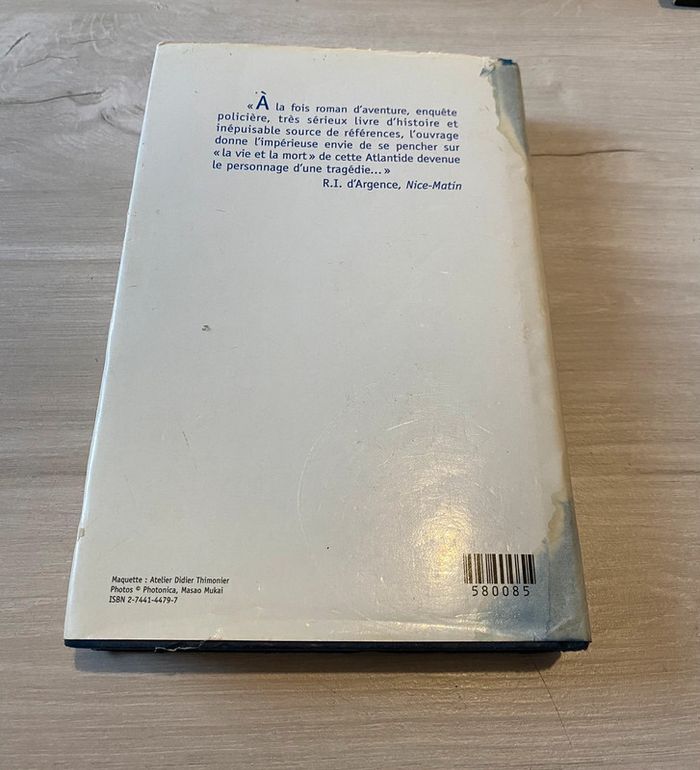 « À la fois roman d'aventure, enquête
policière, très sérieux livre d'histoire et
inépuisable source de références, l'ouvrage
donne l'impérieuse envie de se pencher sur
« la vie et la mort » de cette Atlantide devenue
le personnage d'une tragédie... »
R.I. d'Argence, Nice-Matin
Maquette : Atelier Didier Thimonier
Photos © Photonica, Masao Mukai
ISBN 2-7441-4479-7
580085